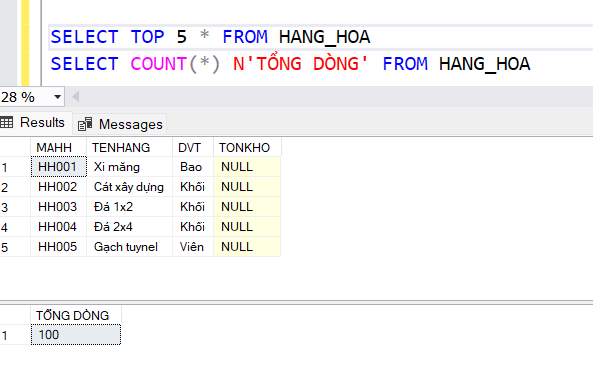 SELECT TOP 5 * FROM HANG_HOA
SELECT COUNT(*) N'TỔNG DÒNG' FROM HANG_HOA
28 %
Results Messages
MAHH TENHANG DVT TONKHO
1 HH001 Xi măng Bao NULL
2 HH002 Cát xây dựng Khối NULL
3 HH003 Đá 1x2 Khối NULL
4 HH004 Đá 2x4 Khối NULL
5 HH005 Gạch tuynel Viên NULL
TỔNG DÒNG
1 100